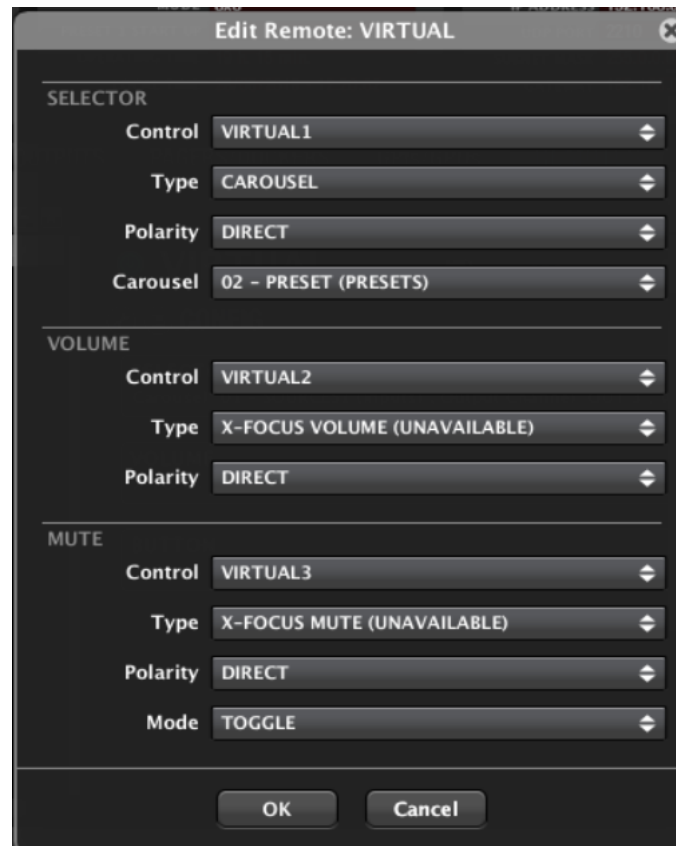 Edit Remote: VIRTUAL
SELECTOR
Control VIRTUAL1
Type CAROUSEL
Polarity DIRECT
Carousel 02 - PRESET (PRESETS)
VOLUME
Control VIRTUAL2
Type X-FOCUS VOLUME (UNAVAILABLE)
Polarity DIRECT
MUTE
Control VIRTUAL3
Type X-FOCUS MUTE (UNAVAILABLE)
Polarity DIRECT
Mode TOGGLE
OK Cancel